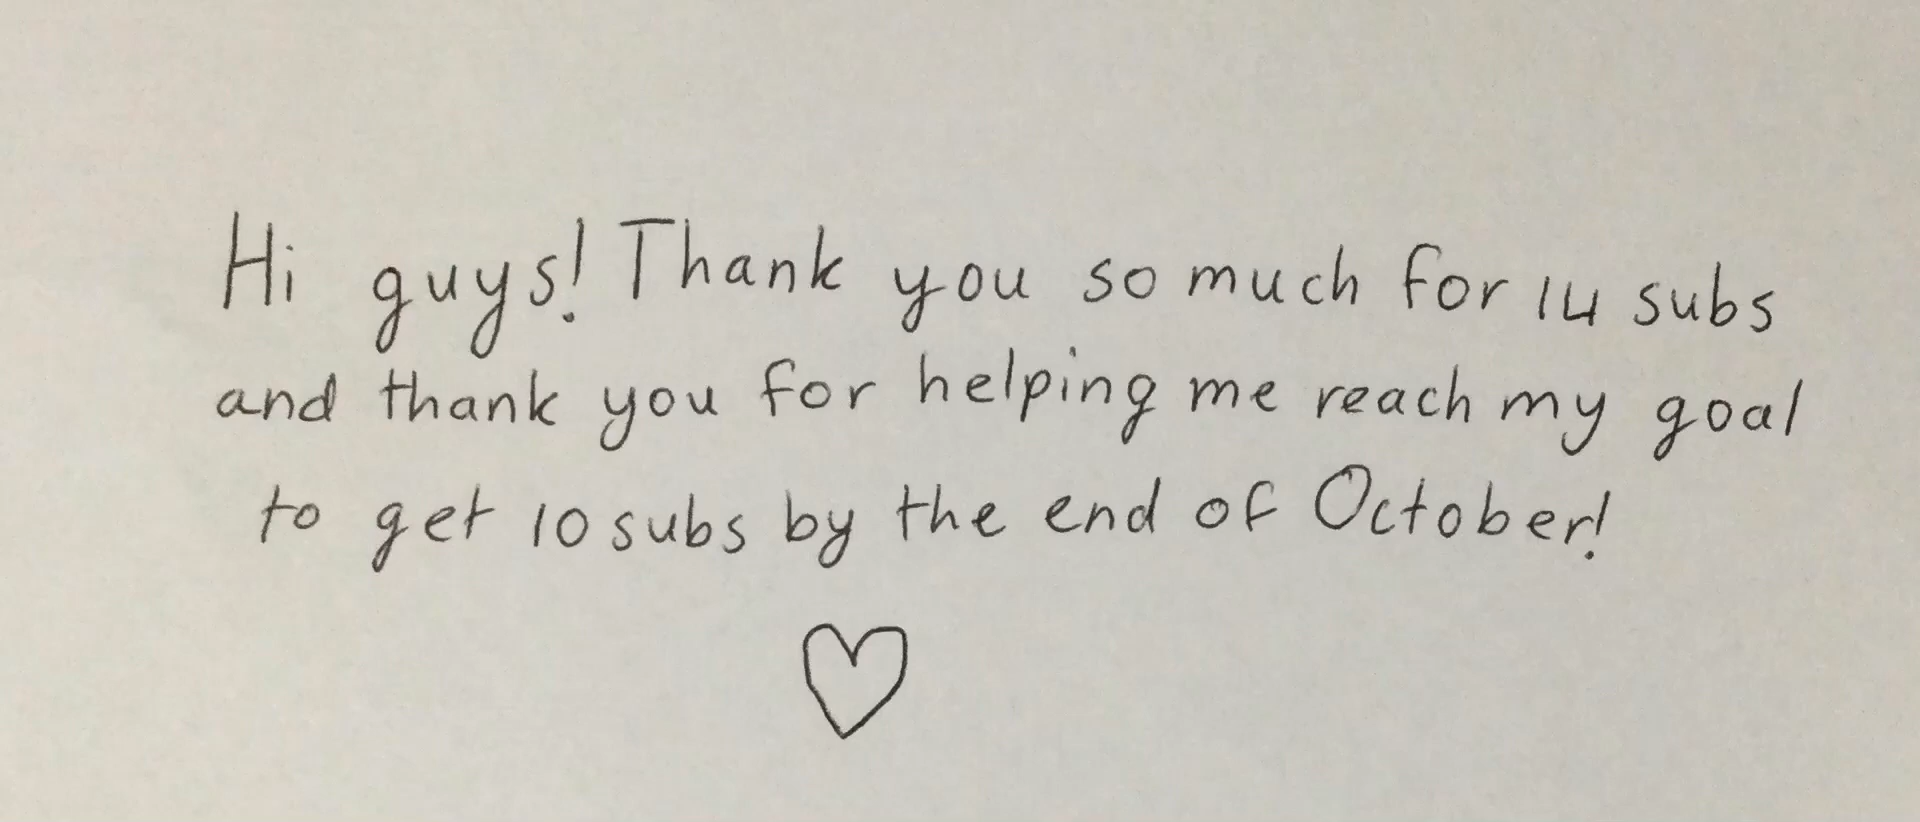 Hi guys! Thank you so much for 14 subs
and thank you for helping me reach my goal
to get 10 subs by the end of October!